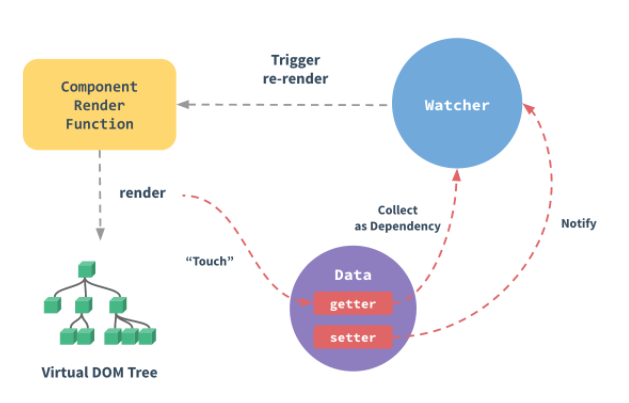 Trigger
re-render
Component
Render
Function
Watcher
render
Collect
as Dependency
Notify
“Touch”
Data
getter
setter
Virtual DOM Tree